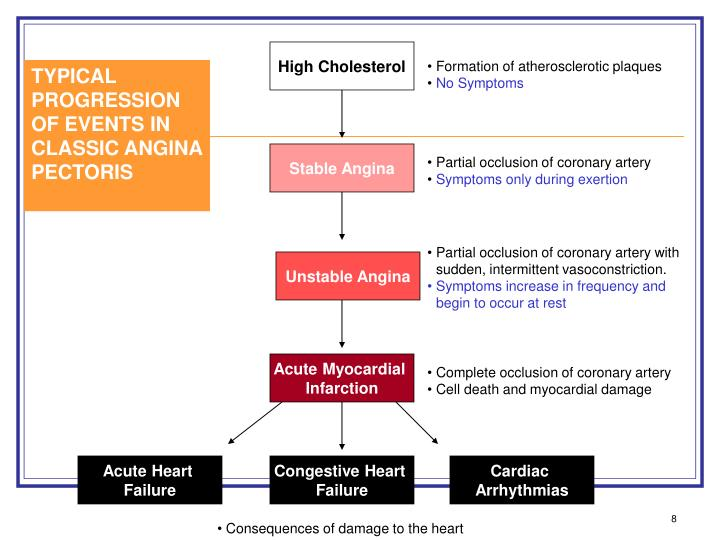 TYPICAL
PROGRESSION
OF EVENTS IN
CLASSIC ANGINA
PECTORIS
High Cholesterol
• Formation of atherosclerotic plaques
• No Symptoms
Stable Angina
• Partial occlusion of coronary artery
• Symptoms only during exertion
Unstable Angina
• Partial occlusion of coronary artery with
sudden, intermittent vasoconstriction.
• Symptoms increase in frequency and
begin to occur at rest
Acute Myocardial
Infarction
• Complete occlusion of coronary artery
• Cell death and myocardial damage
Acute Heart
Failure
Congestive Heart
Failure
Cardiac
Arrhythmias
• Consequences of damage to the heart
8